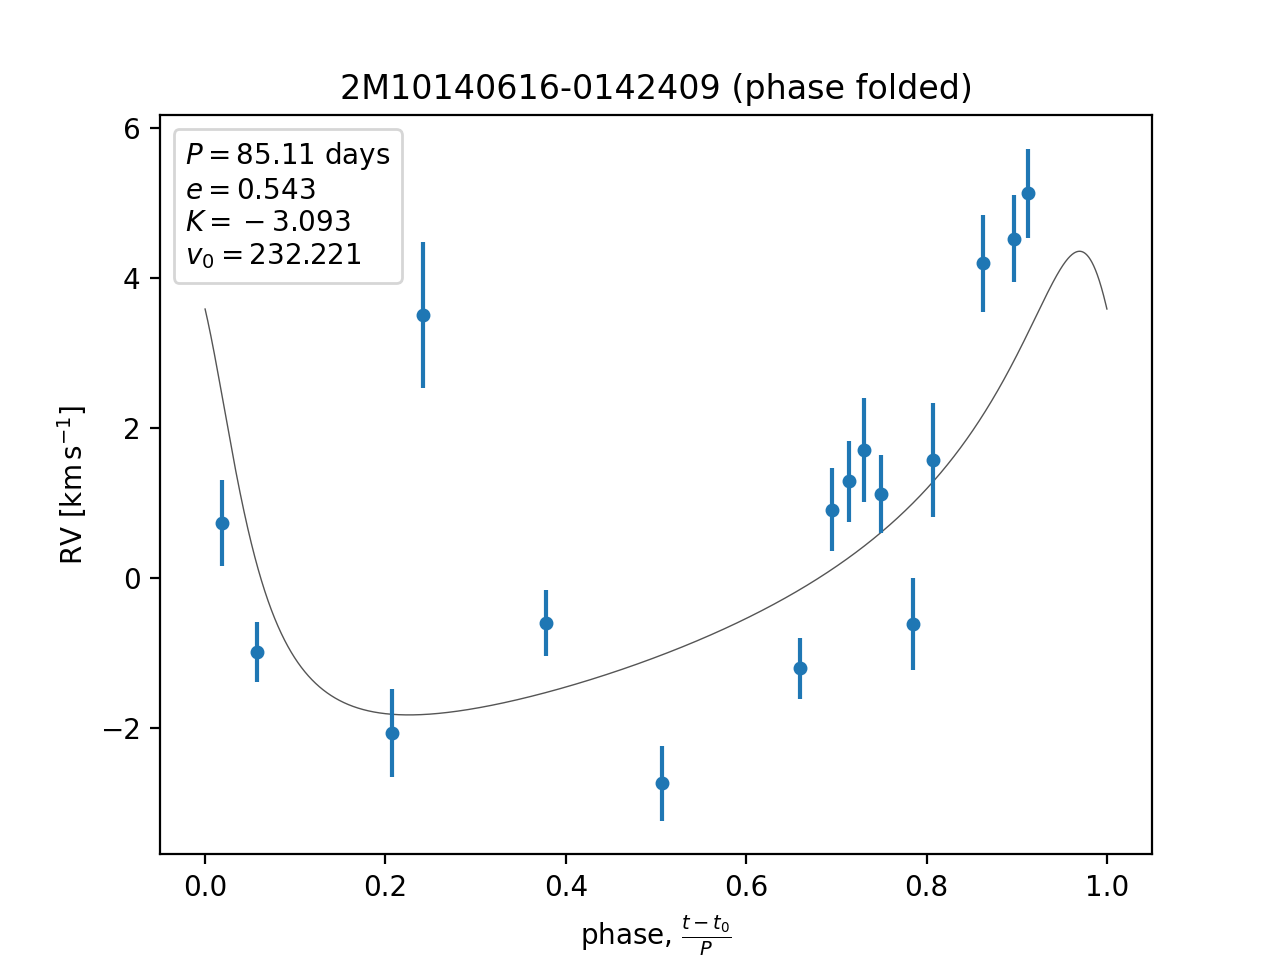 2M10140616-0142409 (phase folded)
P = 85.11 days
e = 0.543
K = −3.093
v₀ = 232.221
RV [km s⁻¹]
6
4
2
0
−2
0.0 0.2 0.4 0.6 0.8 1.0
phase, (t − t₀)/P